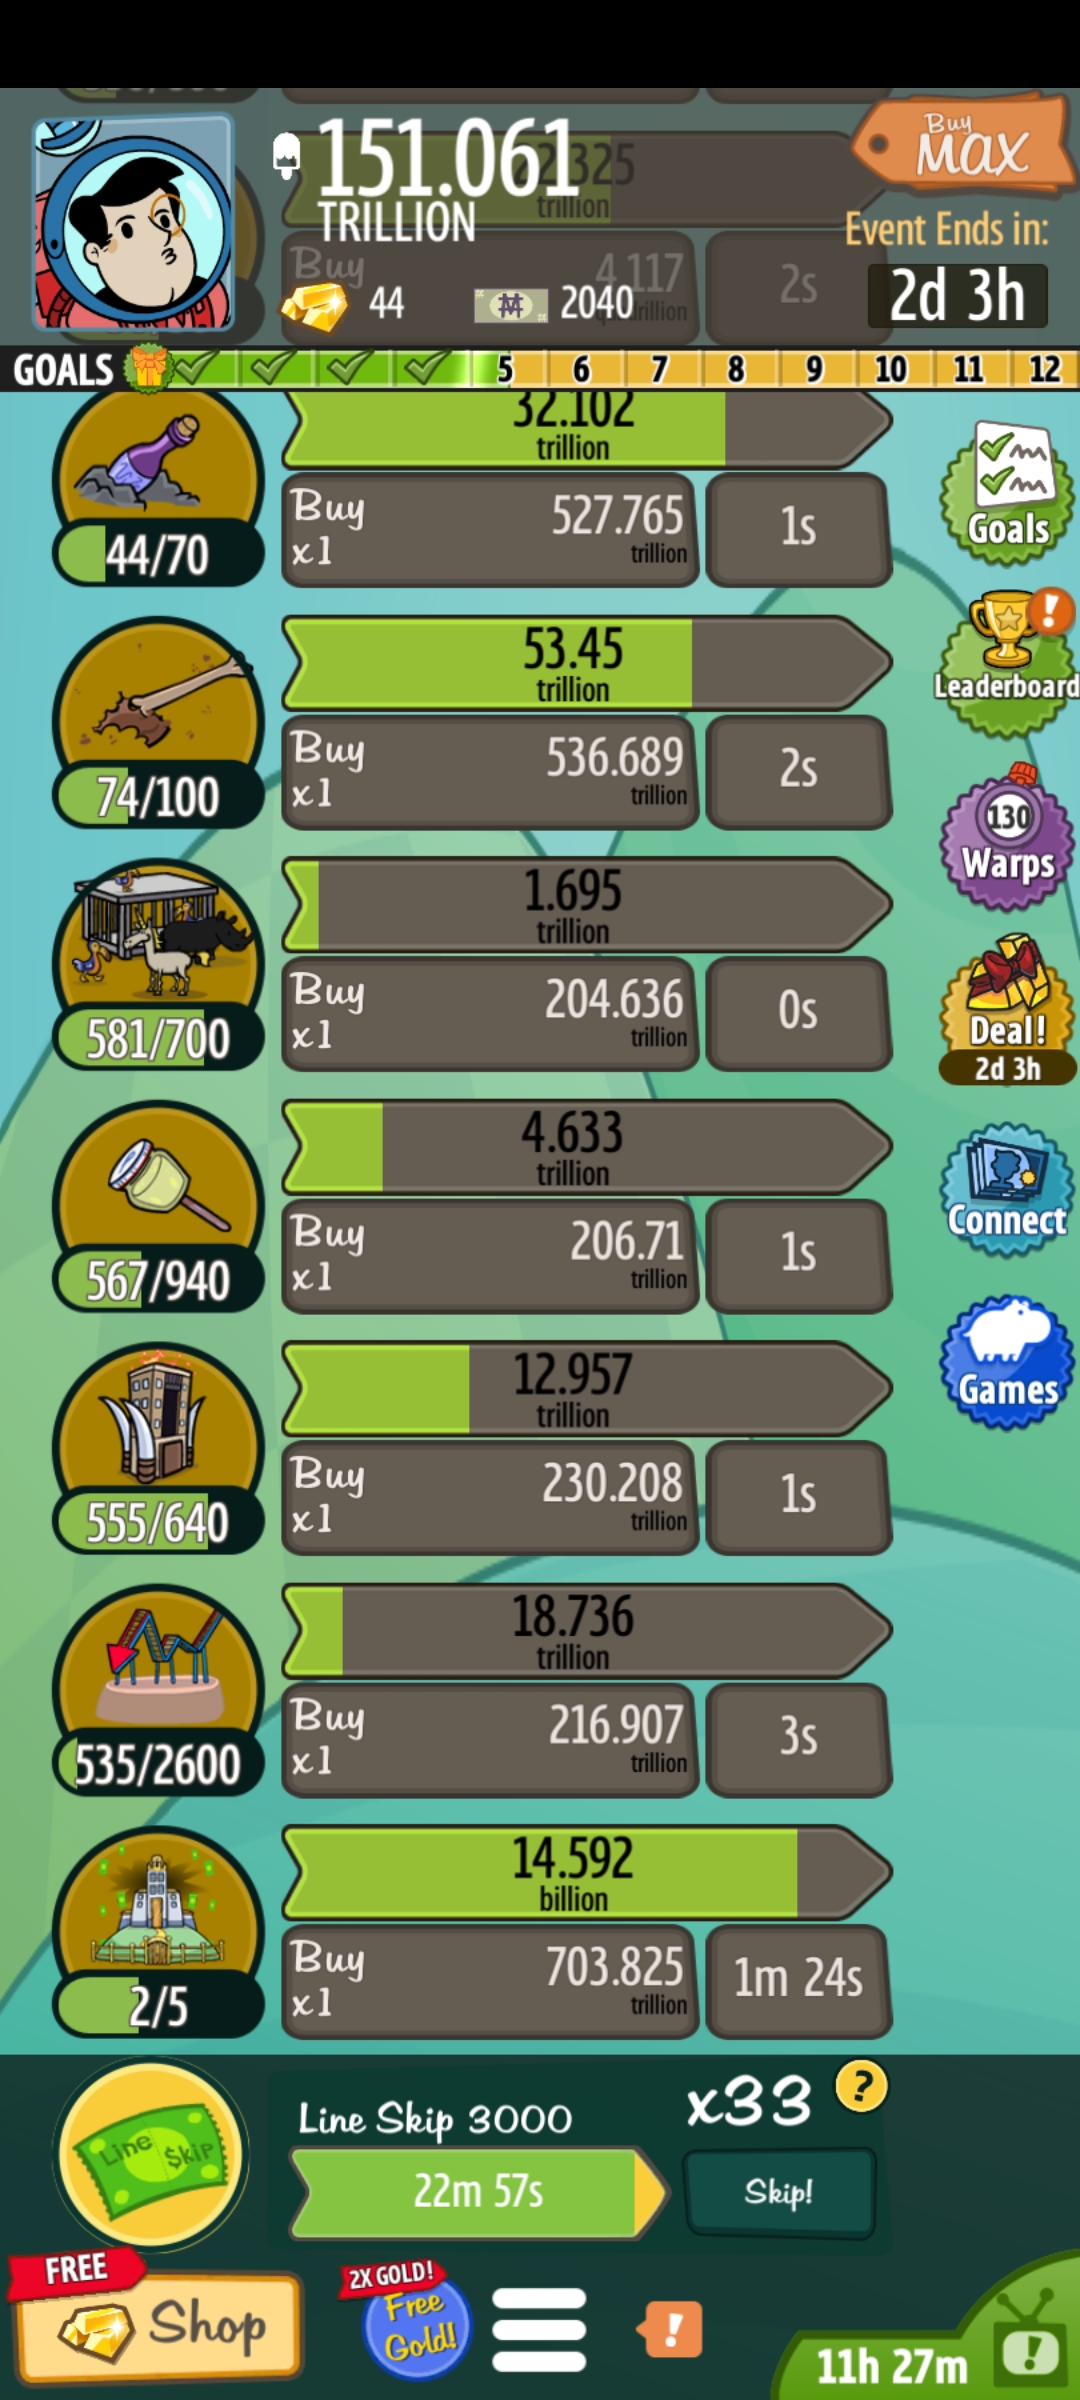 151.061
TRILLION
Buy
MAX
Event Ends in:
2d 3h
44
2040
trillion
Buy
4.117
2s
GOALS
5
6
7
8
9
10
11
12
32.102
trillion
Buy
x1
527.765
trillion
1s
44/70
Goals
53.45
trillion
Buy
x1
536.689
trillion
2s
74/100
Leaderboard
1.695
trillion
Buy
x1
204.636
trillion
0s
581/700
130
Warps
Deal!
2d 3h
4.633
trillion
Buy
x1
206.71
trillion
1s
567/940
Connect
12.957
trillion
Buy
x1
230.208
trillion
1s
555/640
Games
18.736
trillion
Buy
x1
216.907
trillion
3s
535/2600
14.592
billion
Buy
x1
703.825
trillion
1m 24s
2/5
Line $kip
Line Skip 3000
x33
?
22m 57s
Skip!
FREE
Shop
2X GOLD!
Free
Gold!
!
11h 27m
!